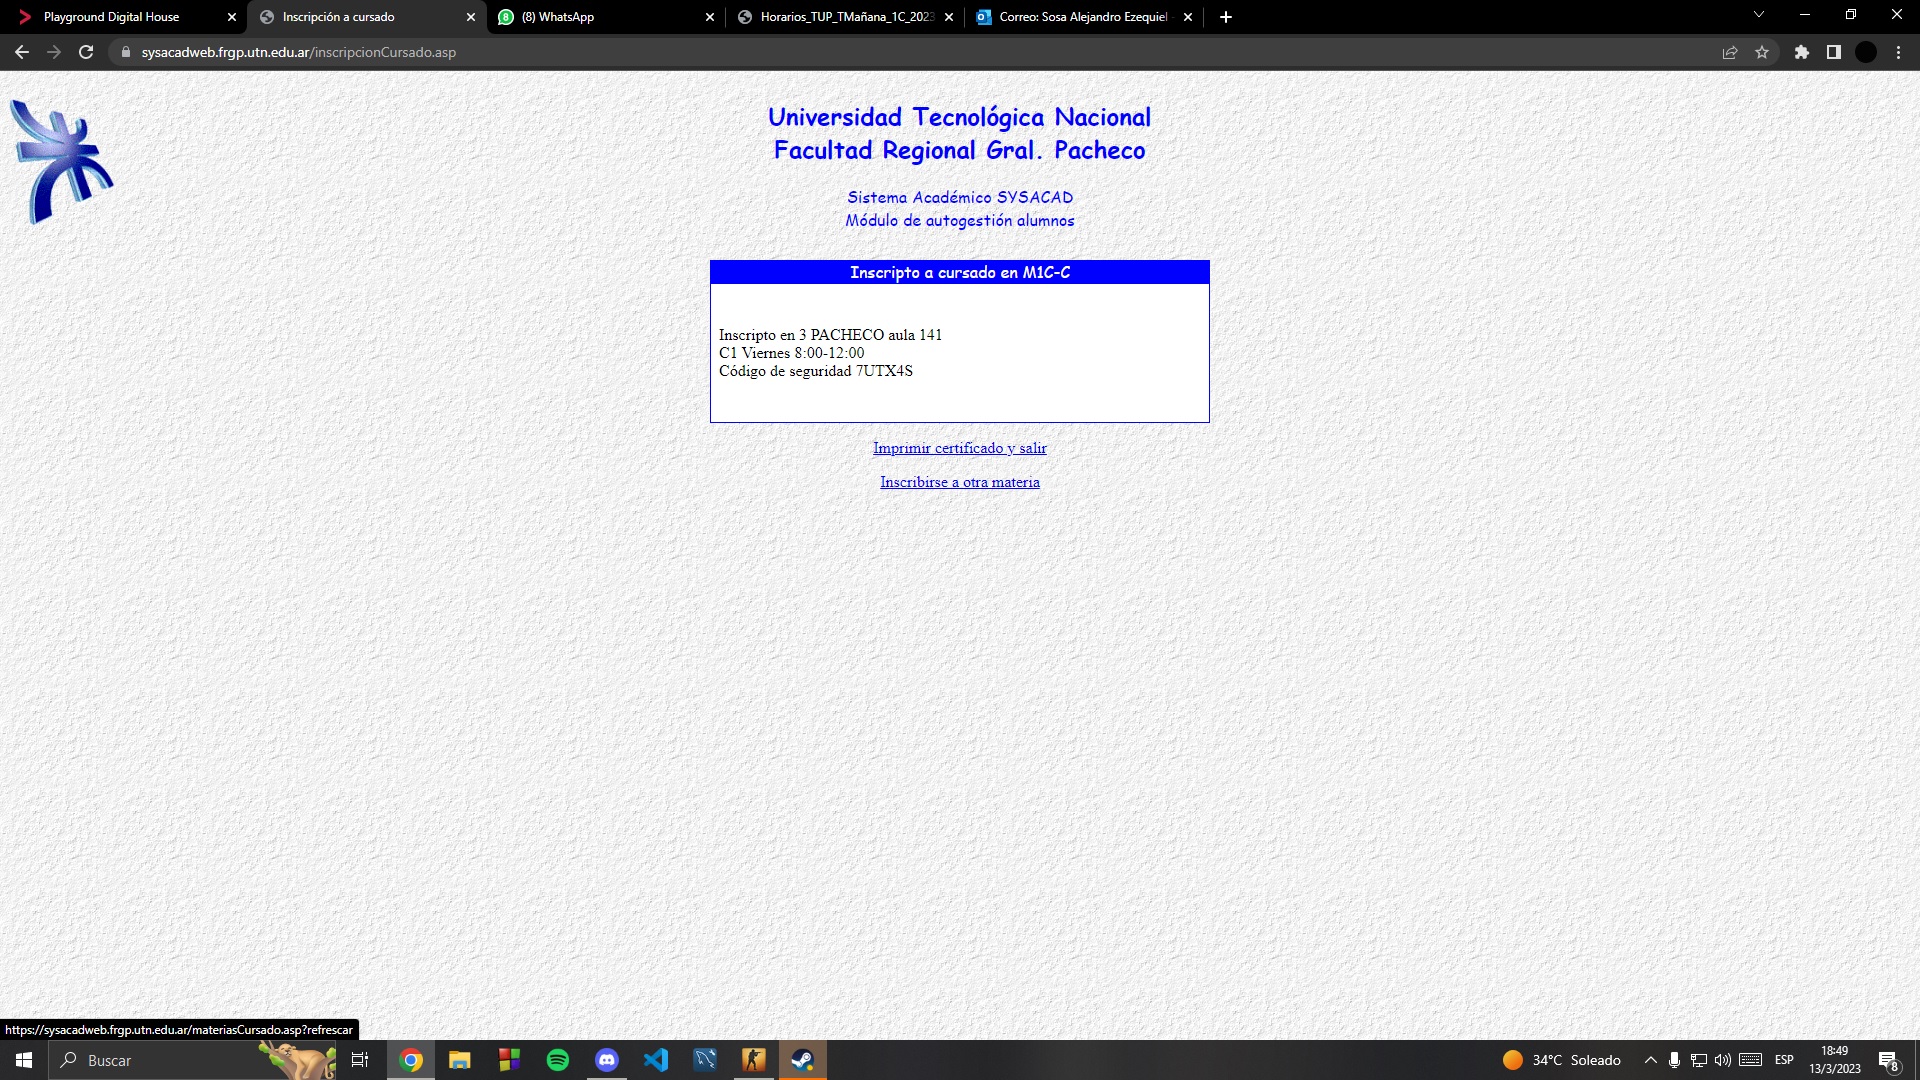 Playground Digital House
Inscripción a cursado
(8) WhatsApp
Horarios_TUP_TMañana_1C_2023
Correo: Sosa Alejandro Ezequiel
sysacadweb.frgp.utn.edu.ar/inscripcionCursado.asp
Universidad Tecnológica Nacional
Facultad Regional Gral. Pacheco
Sistema Académico SYSACAD
Módulo de autogestión alumnos
Inscripto a cursado en M1C-C
Inscripto en 3 PACHECO aula 141
C1 Viernes 8:00-12:00
Código de seguridad 7UTX4S
Imprimir certificado y salir
Inscribirse a otra materia
https://sysacadweb.frgp.utn.edu.ar/materiasCursado.asp?refrescar
Buscar
34°C Soleado
ESP
18:49
13/3/2023
8